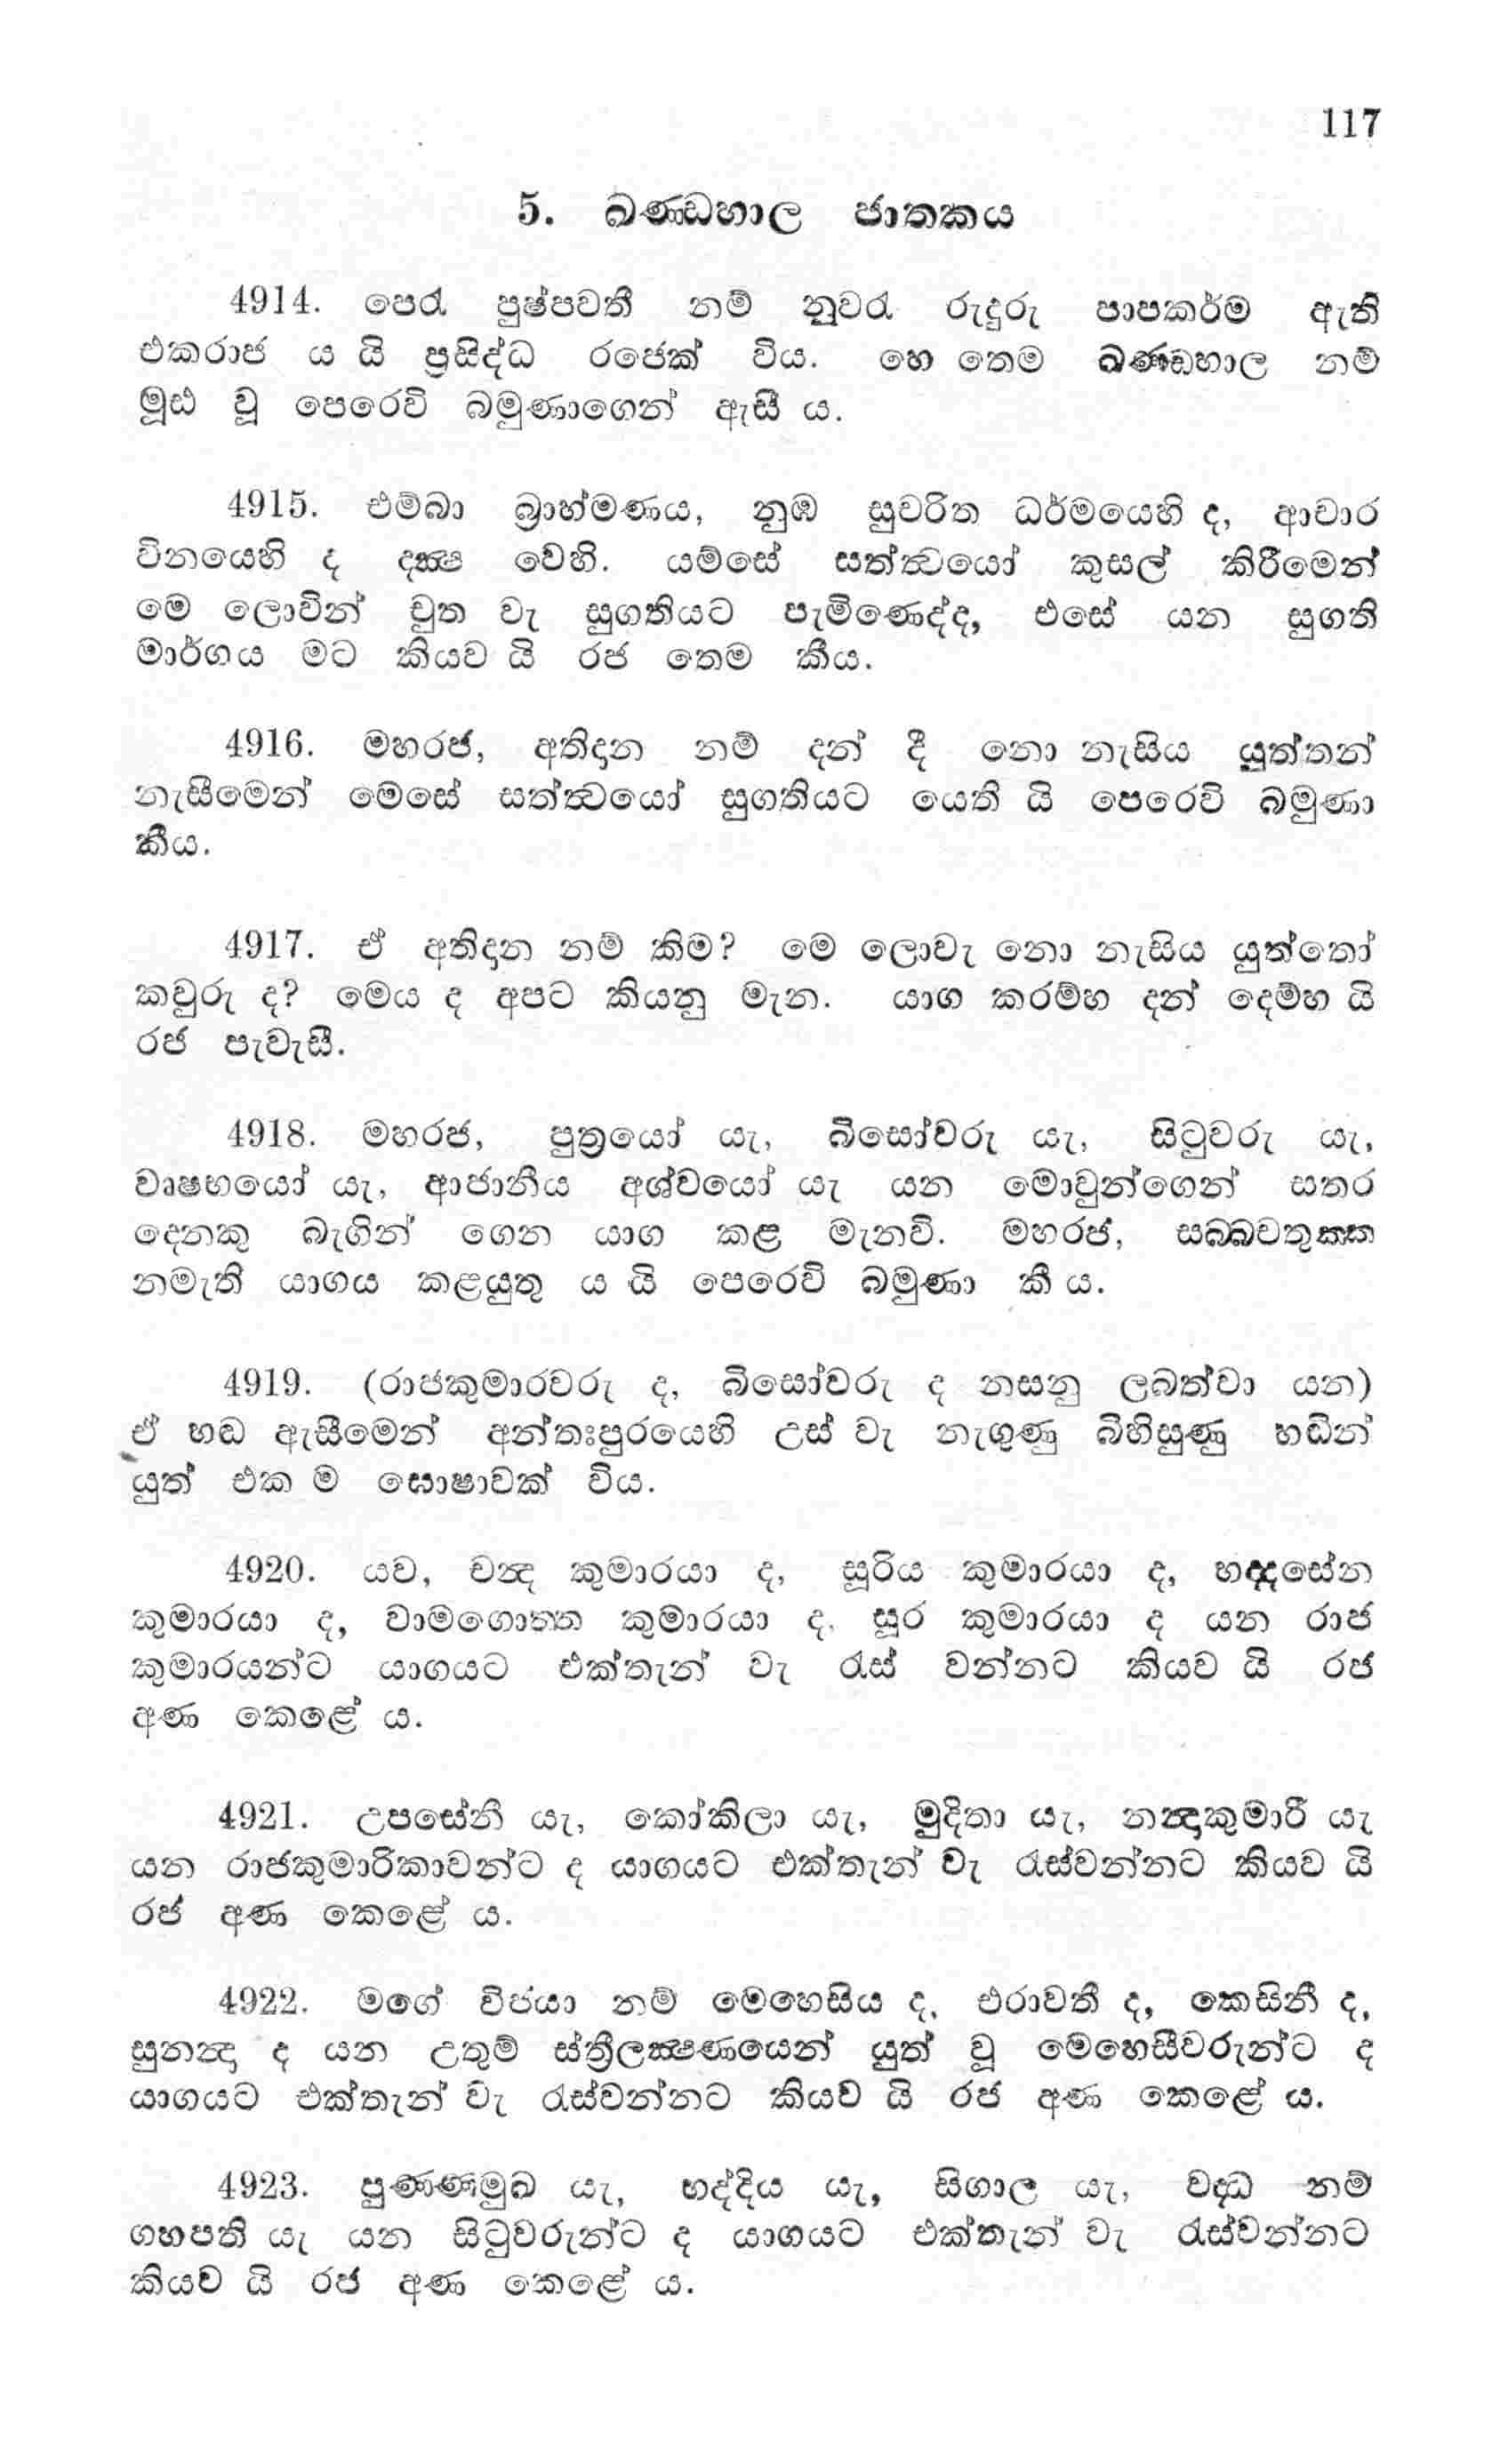 117
5. ඛණ්ඩහාල ජාතකය
4914. පෙරැ පුෂ්පවතී නම් නුවරැ රුදුරු පාපකර්ම ඇති
එකරාජ ය යි ප්‍රසිද්ධ රජෙක් විය. හෙ තෙම ඛණ්ඩහාල නම්
මූඪ වූ පෙරෙවි බමුණාගෙන් ඇසී ය.
4915. එම්බා බ්‍රාහ්මණය, නුඹ සුචරිත ධර්මයෙහි ද, ආචාර
විනයෙහි ද දක්‍ෂ වෙහි. යම්සේ සත්ත්‍වයෝ කුසල් කිරීමෙන්
මෙ ලොවින් චුත වැ සුගතියට පැමිණෙද්ද, එසේ යන සුගති
මාර්ගය මට කියව යි රජ තෙම කීය.
4916. මහරජ, අතිදාන නම් දන් දී නො නැසිය යුත්තන්
නැසීමෙන් මෙසේ සත්ත්‍වයෝ සුගතියට යෙති යි පෙරෙවි බමුණා
කීය.
4917. ඒ අතිදාන නම් කිම? මෙ ලොවැ නො නැසිය යුත්තෝ
කවුරු ද? මෙය ද අපට කියනු මැන. යාග කරම්හ දන් දෙම්හ යි
රජ පැවැසී.
4918. මහරජ, පුත්‍රයෝ යැ, බිසෝවරු යැ, සිටුවරු යැ,
වෘෂභයෝ යැ, ආජානීය අශ්වයෝ යැ යන මොවුන්ගෙන් සතර
දෙනකු බැගින් ගෙන යාග කළ මැනවි. මහරජ, සබ්බචතුක්ක
නමැති යාගය කළයුතු ය යි පෙරෙවි බමුණා කී ය.
4919. (රාජකුමාරවරු ද, බිසෝවරු ද නසනු ලබත්වා යන)
ඒ හඬ ඇසීමෙන් අන්තඃපුරයෙහි උස් වැ නැගුණු බිහිසුණු හඬින්
යුත් එක ම ඝොෂාවක් විය.
4920. යව, චන්‍ද කුමාරයා ද, සූරිය කුමාරයා ද, භද්දසේන
කුමාරයා ද, වාමගොත්ත කුමාරයා ද, සූර කුමාරයා ද යන රාජ
කුමාරයන්ට යාගයට එක්තැන් වැ රැස් වන්නට කියව යි රජ
අණ කෙළේ ය.
4921. උපසේනී යැ, කෝකිලා යැ, මුදිතා යැ, නන්‍දාකුමාරී යැ
යන රාජකුමාරිකාවන්ට ද යාගයට එක්තැන් වැ රැස්වන්නට කියව යි
රජ අණ කෙළේ ය.
4922. මගේ විජයා නම් මෙහෙසිය ද, එරාවතී ද, කෙසිනී ද,
සුනන්‍දා ද යන උතුම් ස්ත්‍රීලක්‍ෂණයෙන් යුත් වූ මෙහෙසීවරුන්ට ද
යාගයට එක්තැන් වැ රැස්වන්නට කියව යි රජ අණ කෙළේ ය.
4923. පුණ්ණමුඛ යැ, භද්දිය යැ, සිගාල යැ, වද්ධ නම්
ගහපති යැ යන සිටුවරුන්ට ද යාගයට එක්තැන් වැ රැස්වන්නට
කියව යි රජ අණ කෙළේ ය.